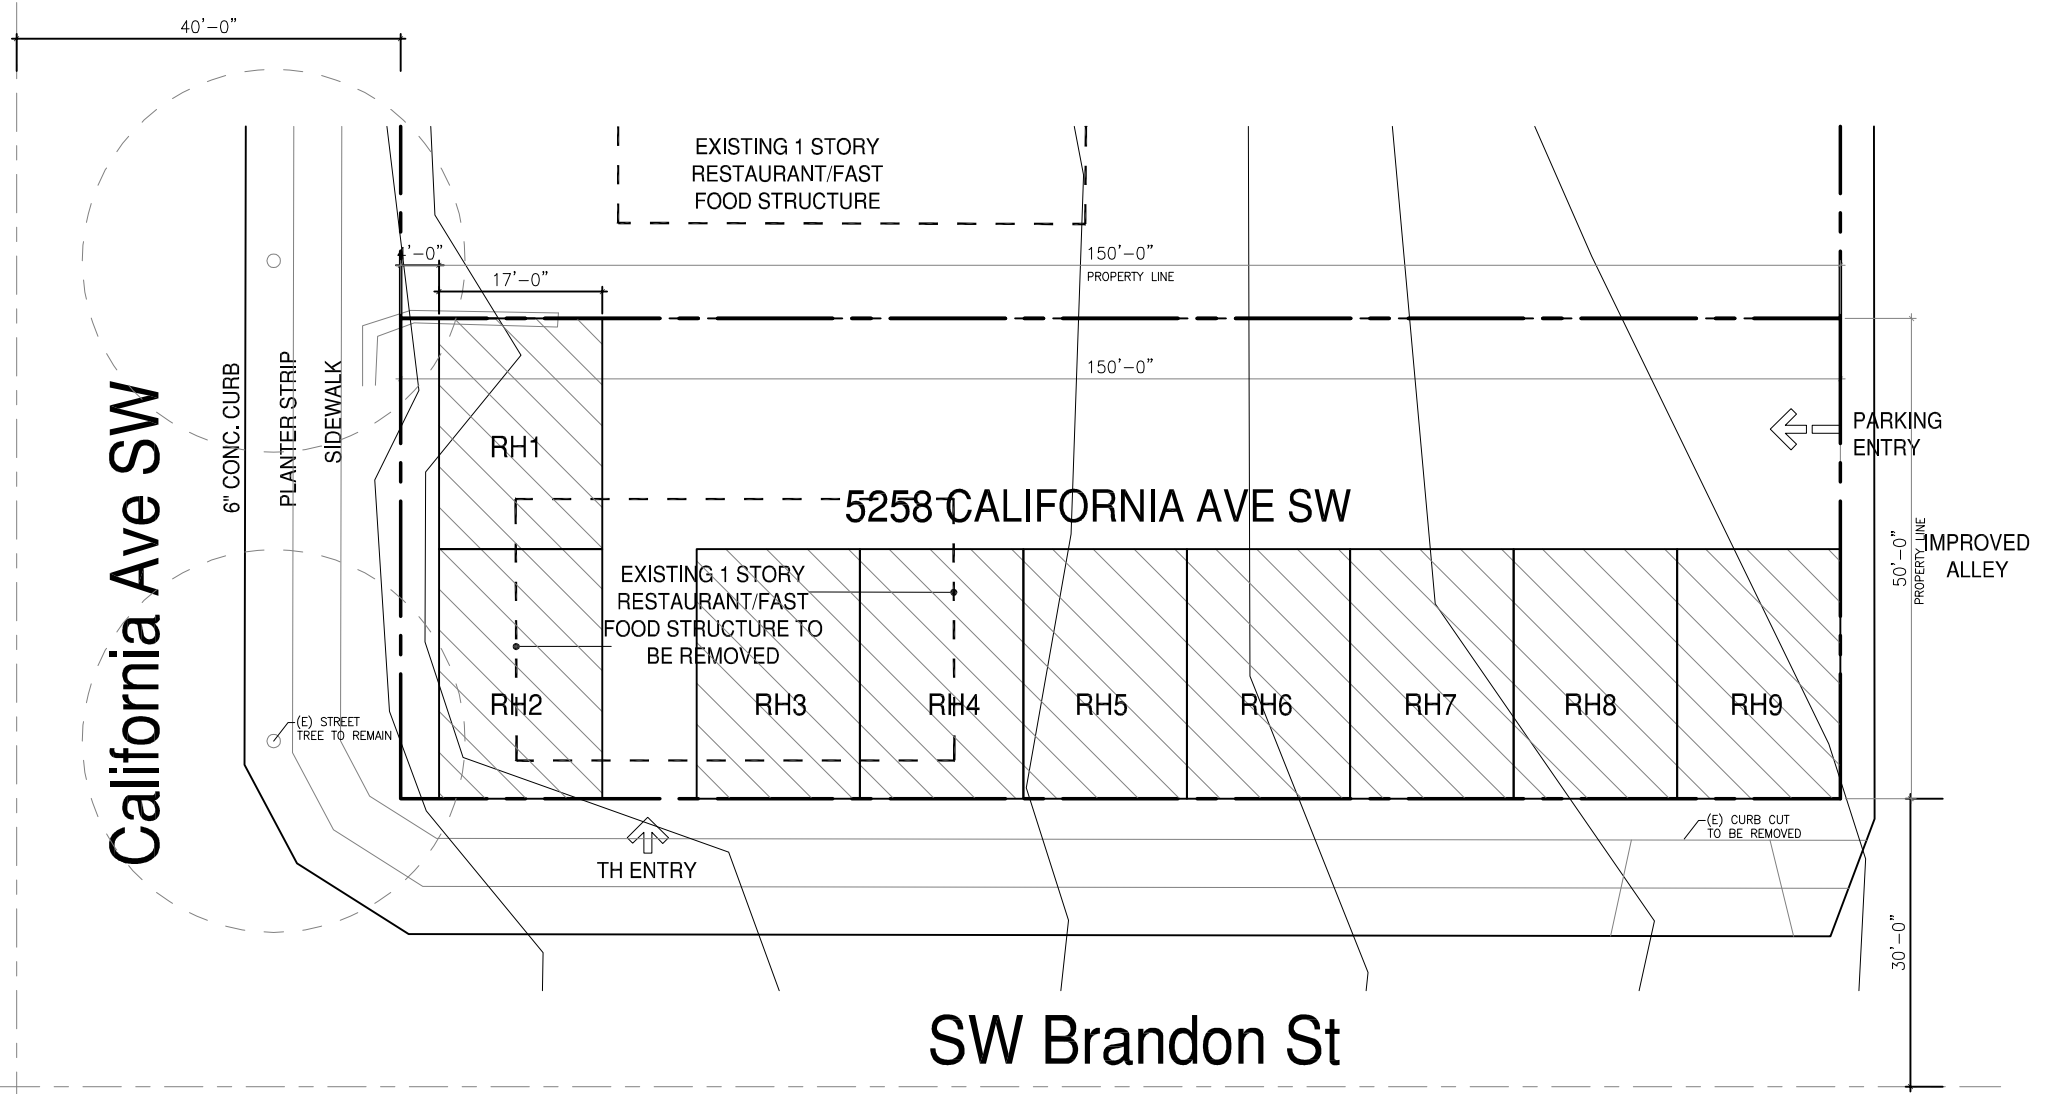 40'-0"
EXISTING 1 STORY
RESTAURANT/FAST
FOOD STRUCTURE
'-0"
150'-0"
PROPERTY LINE
17'-0"
150'-0"
California Ave SW
6" CONC. CURB
PLANTER STRIP
SIDEWALK
RH1
PARKING
ENTRY
5258 CALIFORNIA AVE SW
50'-0"
PROPERTY LINE
IMPROVED
ALLEY
EXISTING 1 STORY
RESTAURANT/FAST
FOOD STRUCTURE TO
BE REMOVED
RH2
RH3
RH4
RH5
RH6
RH7
RH8
RH9
(E) STREET
TREE TO REMAIN
(E) CURB CUT
TO BE REMOVED
TH ENTRY
30'-0"
SW Brandon St